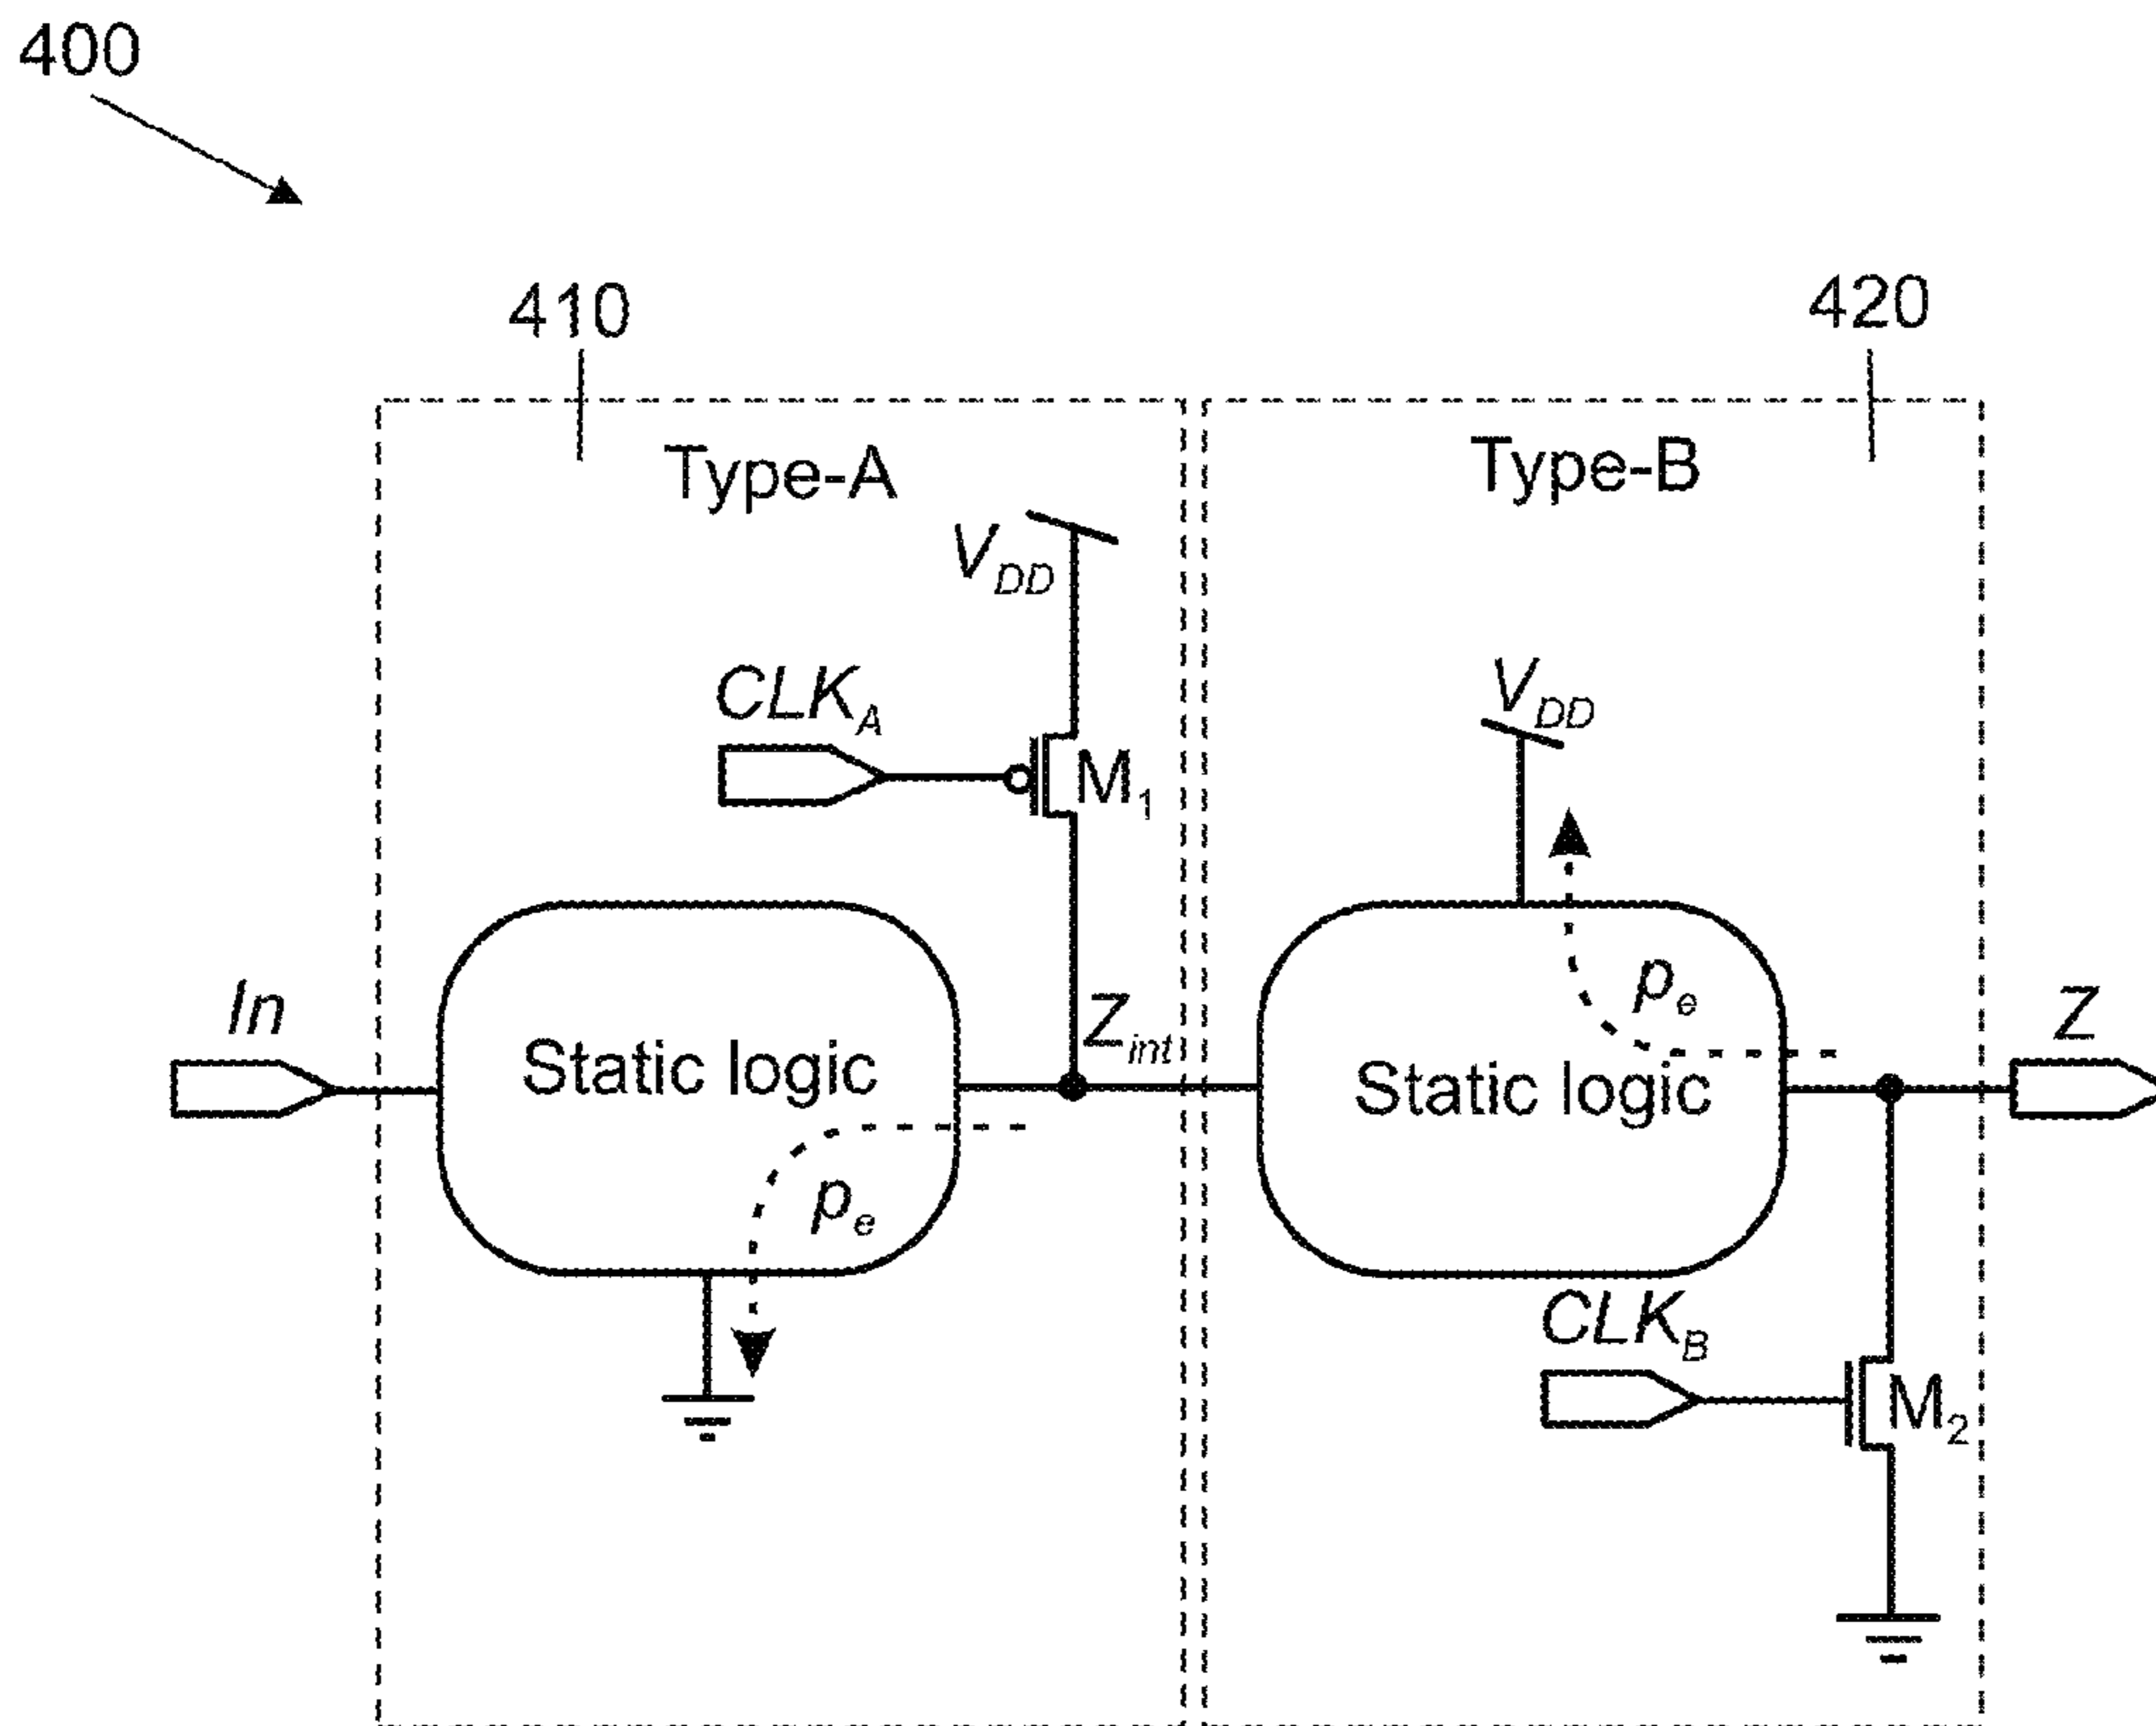 400
410
420
Type-A
Type-B
V_DD
CLK_A
M_1
V_DD
In
Static logic
Z_int
p_e
Static logic
Z
p_e
CLK_B
M_2